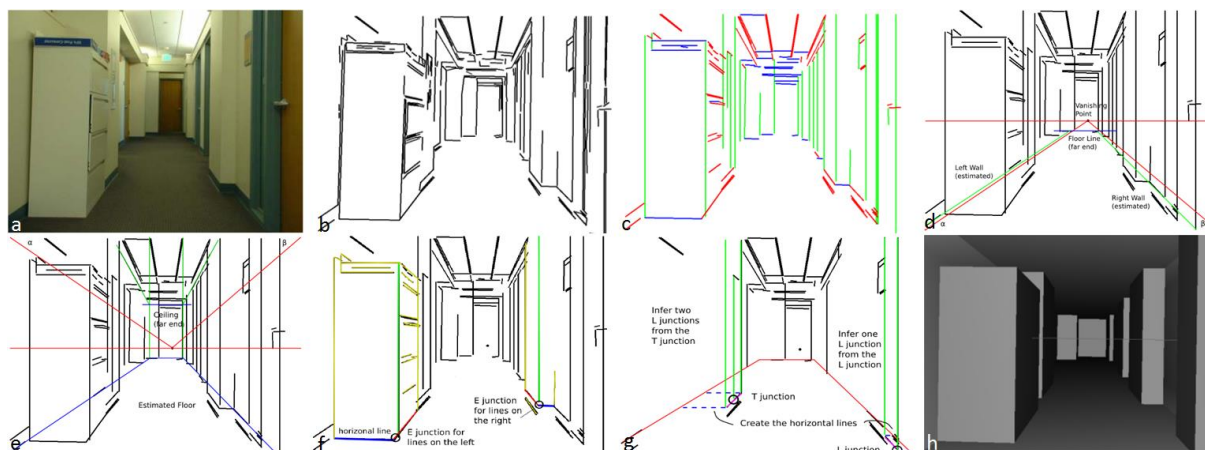 a
b
c
Vanishing
Point
Floor Line
(far end)
Left Wall
(estimated)
Right Wall
(estimated)
α
β
d
α
β
Ceiling
(far end)
Estimated Floor
e
horizonal line
E junction for
lines on the left
E junction
for lines on
the right
f
Infer two
L junctions
from the
T junction
Infer one
L junction
from the
L junction
T junction
Create the horizontal lines
L junction
g
h